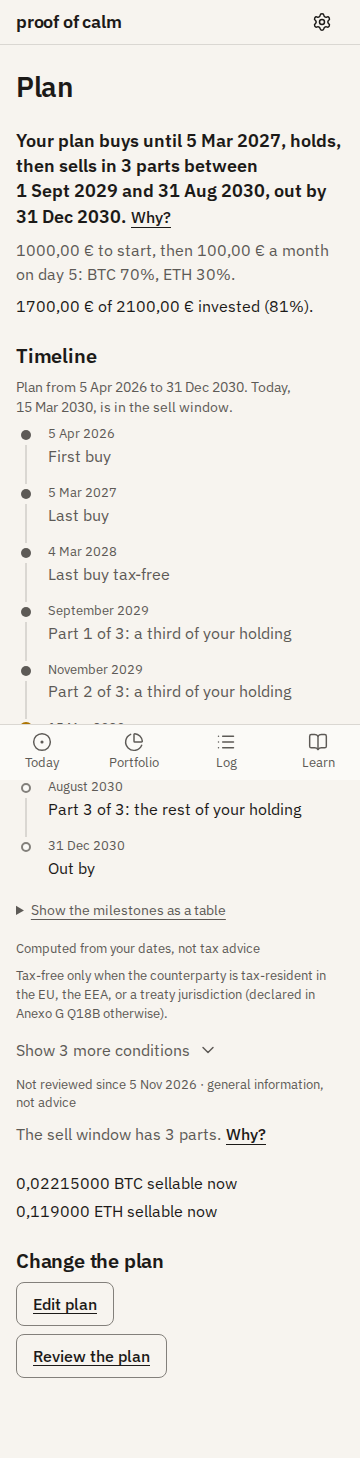 proof of calm
Plan
Your plan buys until 5 Mar 2027, holds,
then sells in 3 parts between
1 Sept 2029 and 31 Aug 2030, out by
31 Dec 2030. Why?
1000,00 € to start, then 100,00 € a month
on day 5: BTC 70%, ETH 30%.
1700,00 € of 2100,00 € invested (81%).
Timeline
Plan from 5 Apr 2026 to 31 Dec 2030. Today,
15 Mar 2030, is in the sell window.
5 Apr 2026
First buy
5 Mar 2027
Last buy
4 Mar 2028
Last buy tax-free
September 2029
Part 1 of 3: a third of your holding
November 2029
Part 2 of 3: a third of your holding
Today
Portfolio
Log
Learn
August 2030
Part 3 of 3: the rest of your holding
31 Dec 2030
Out by
Show the milestones as a table
Computed from your dates, not tax advice
Tax-free only when the counterparty is tax-resident in
the EU, the EEA, or a treaty jurisdiction (declared in
Anexo G Q18B otherwise).
Show 3 more conditions
Not reviewed since 5 Nov 2026 · general information,
not advice
The sell window has 3 parts. Why?
0,02215000 BTC sellable now
0,119000 ETH sellable now
Change the plan
Edit plan
Review the plan